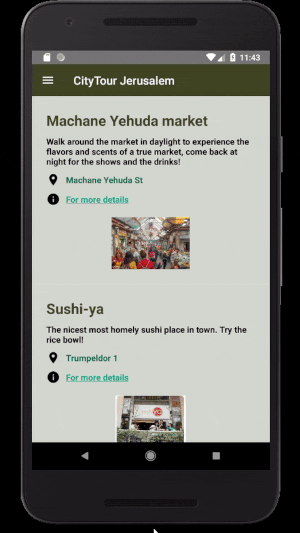 11:43
CityTour Jerusalem
Machane Yehuda market
Walk around the market in daylight to experience the
flavors and scents of a true market, come back at
night for the shows and the drinks!
Machane Yehuda St
For more details
Sushi-ya
The nicest most homely sushi place in town. Try the
rice bowl!
Trumpeldor 1
For more details